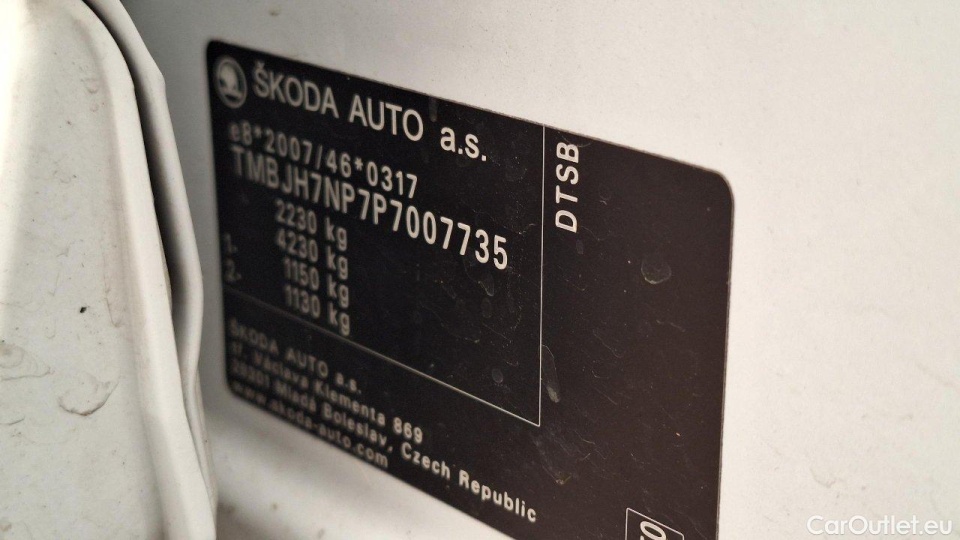 ŠKODA AUTO a.s.
e8*2007/46*0317
TMBJH7NP7P7007735
2230 kg
4230 kg
1- 1150 kg
2- 1130 kg
DTSB
ŠKODA AUTO a.s.
tř. Václava Klementa 869
29301 Mladá Boleslav, Czech Republic
www.skoda-auto.com
CarOutlet.eu